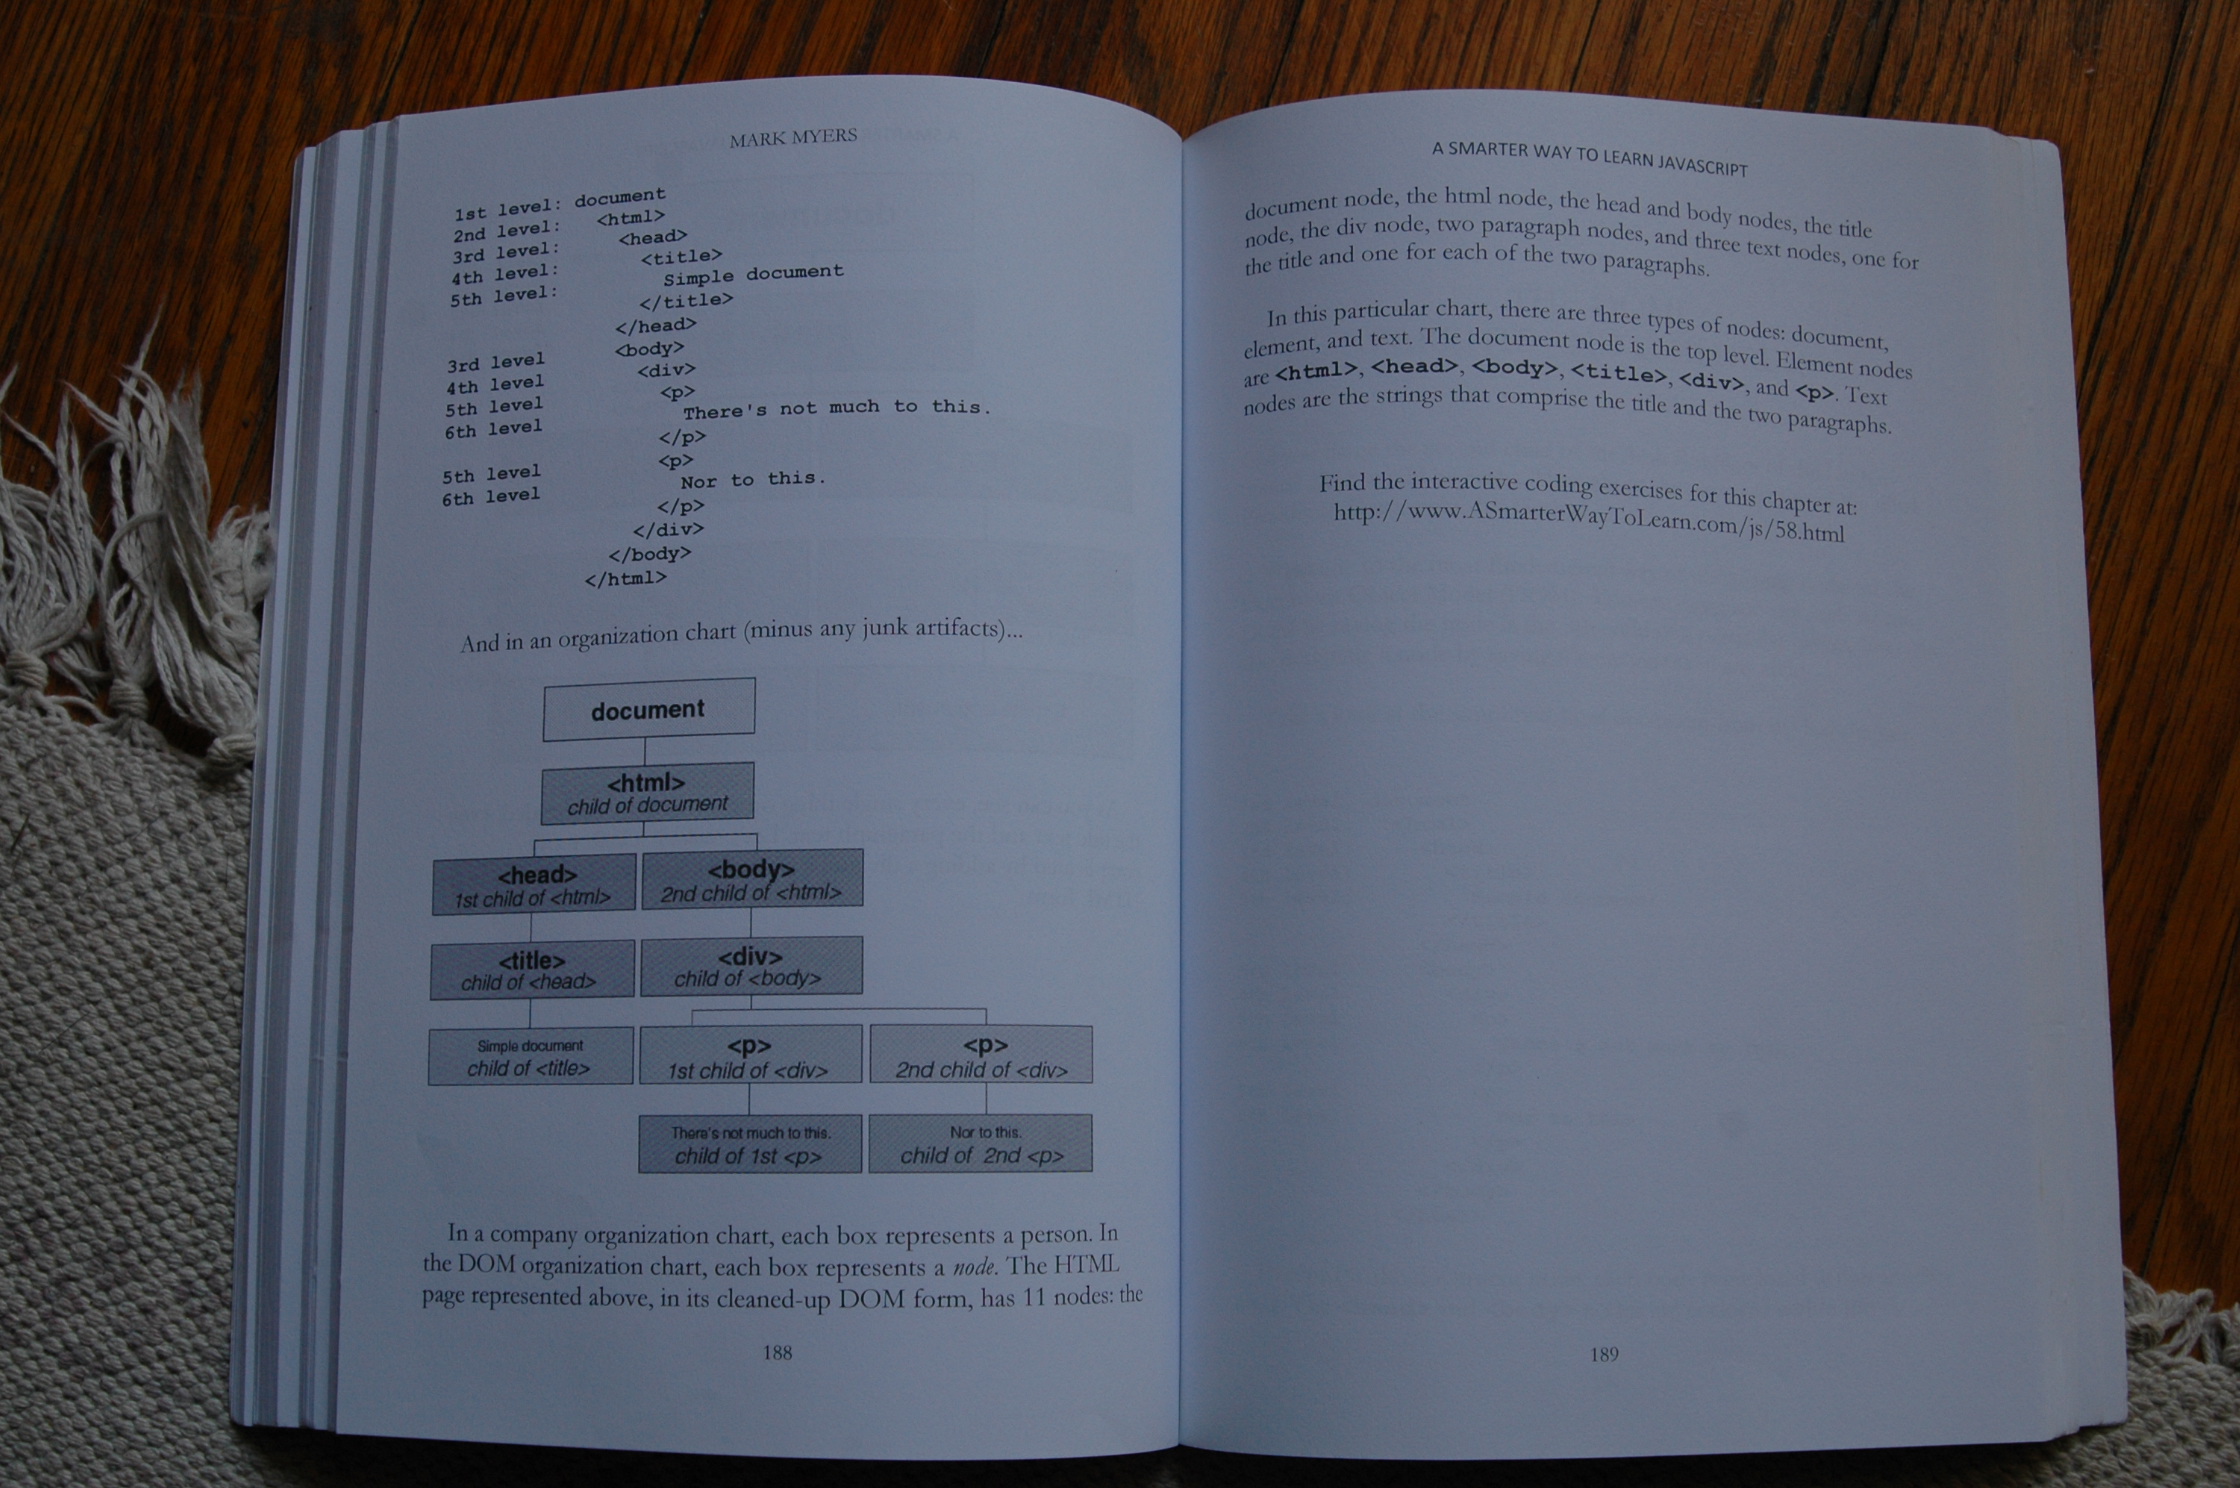 MARK MYERS
1st level: document
2nd level: <html>
3rd level: <head>
4th level: <title>
5th level: Simple document
</title>
</head>
3rd level <body>
4th level <div>
5th level <p>
6th level There's not much to this.
</p>
5th level <p>
6th level Nor to this.
</p>
</div>
</body>
</html>
And in an organization chart (minus any junk artifacts)...
document
<html>
child of document
<head>
1st child of <html>
<body>
2nd child of <html>
<title>
child of <head>
<div>
child of <body>
Simple document
child of <title>
<p>
1st child of <div>
<p>
2nd child of <div>
There's not much to this.
child of 1st <p>
Nor to this.
child of 2nd <p>
In a company organization chart, each box represents a person. In
the DOM organization chart, each box represents a node. The HTML
page represented above, in its cleaned-up DOM form, has 11 nodes: the
188
A SMARTER WAY TO LEARN JAVASCRIPT
document node, the html node, the head and body nodes, the title
node, the div node, two paragraph nodes, and three text nodes, one for
the title and one for each of the two paragraphs.
In this particular chart, there are three types of nodes: document,
element, and text. The document node is the top level. Element nodes
are <html>, <head>, <body>, <title>, <div>, and <p>. Text
nodes are the strings that comprise the title and the two paragraphs.
Find the interactive coding exercises for this chapter at:
http://www.ASmarterWayToLearn.com/js/58.html
189